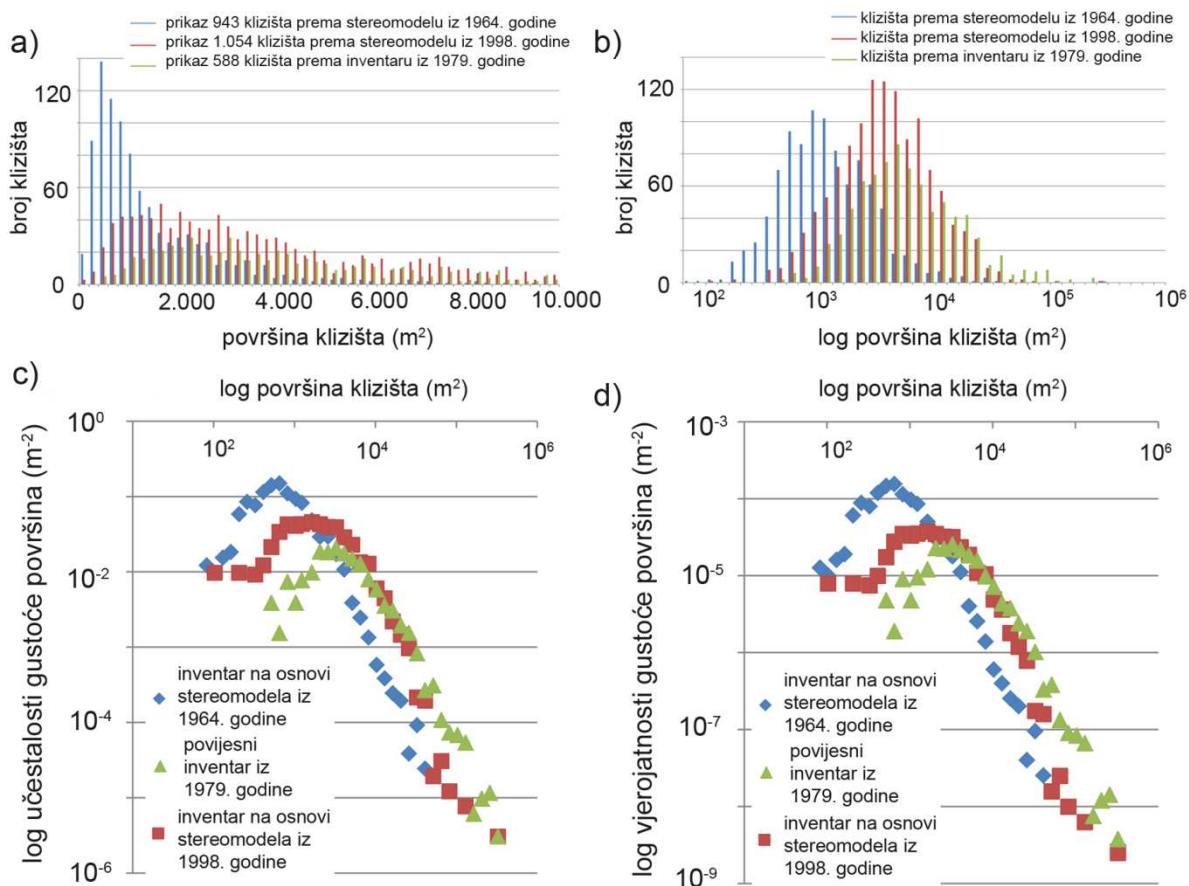 a)
prikaz 943 klizišta prema stereomodelu iz 1964. godine
prikaz 1.054 klizišta prema stereomodelu iz 1998. godine
prikaz 588 klizišta prema inventaru iz 1979. godine
broj klizišta
120
60
0
0
2.000
4.000
6.000
8.000
10.000
površina klizišta (m²)
b)
klizišta prema stereomodelu iz 1964. godine
klizišta prema stereomodelu iz 1998. godine
klizišta prema inventaru iz 1979. godine
broj klizišta
120
60
0
10²
10³
10⁴
10⁵
10⁶
log površina klizišta (m²)
c)
log površina klizišta (m²)
10²
10⁴
10⁶
log učestalosti gustoće površina (m⁻²)
10⁰
10⁻²
10⁻⁴
10⁻⁶
inventar na osnovi
stereomodela iz
1964. godine
povijesni
inventar iz
1979. godine
inventar na osnovi
stereomodela iz
1998. godine
d)
log površina klizišta (m²)
10²
10⁴
10⁶
log vjerojatnosti gustoće površina (m⁻²)
10⁻³
10⁻⁵
10⁻⁷
10⁻⁹
inventar na osnovi
stereomodela iz
1964. godine
povijesni
inventar iz
1979. godine
inventar na osnovi
stereomodela iz
1998. godine